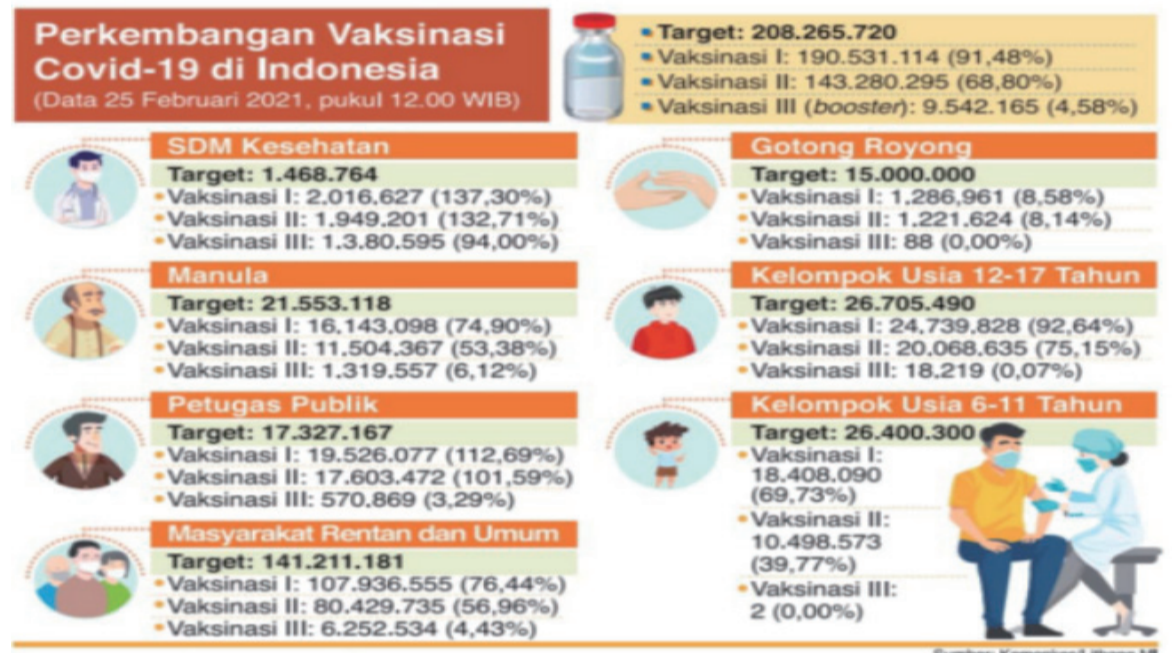 Perkembangan Vaksinasi
Covid-19 di Indonesia
(Data 25 Februari 2021, pukul 12.00 WIB)
Target: 208.265.720
Vaksinasi I: 190.531.114 (91,48%)
Vaksinasi II: 143.280.295 (68,80%)
Vaksinasi III (booster): 9.542.165 (4,58%)
SDM Kesehatan
Target: 1.468.764
Vaksinasi I: 2.016.627 (137,30%)
Vaksinasi II: 1.949.201 (132,71%)
Vaksinasi III: 1.3.80.595 (94,00%)
Manula
Target: 21.553.118
Vaksinasi I: 16,143.098 (74,90%)
Vaksinasi II: 11.504.367 (53,38%)
Vaksinasi III: 1,319.557 (6,12%)
Petugas Publik
Target: 17.327.167
Vaksinasi I: 19.526.077 (112,69%)
Vaksinasi II: 17.603.472 (101,59%)
Vaksinasi III: 570.869 (3,29%)
Masyarakat Rentan dan Umum
Target: 141.211.181
Vaksinasi I: 107.936.555 (76,44%)
Vaksinasi II: 80.429.735 (56,96%)
Vaksinasi III: 6.252.534 (4,43%)
Gotong Royong
Target: 15.000.000
Vaksinasi I: 1.286,961 (8,58%)
Vaksinasi II: 1.221.624 (8,14%)
Vaksinasi III: 88 (0,00%)
Kelompok Usia 12-17 Tahun
Target: 26.705.490
Vaksinasi I: 24,739.828 (92,64%)
Vaksinasi II: 20.068.635 (75,15%)
Vaksinasi III: 18.219 (0,07%)
Kelompok Usia 6-11 Tahun
Target: 26.400.300
Vaksinasi I:
18.408.090
(69,73%)
Vaksinasi II:
10.498.573
(39,77%)
Vaksinasi III:
2 (0,00%)